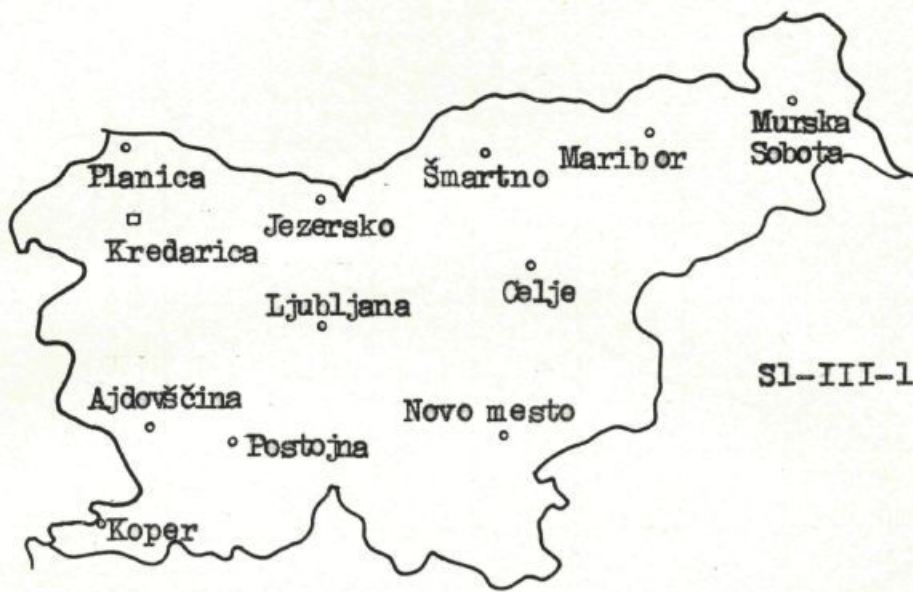 Murska
Sobota
Maribor
Šmartno
Planica
Jezersko
Kredarica
Celje
Ljubljana
Sl-III-1
Ajdovščina
Novo mesto
Postojna
Koper